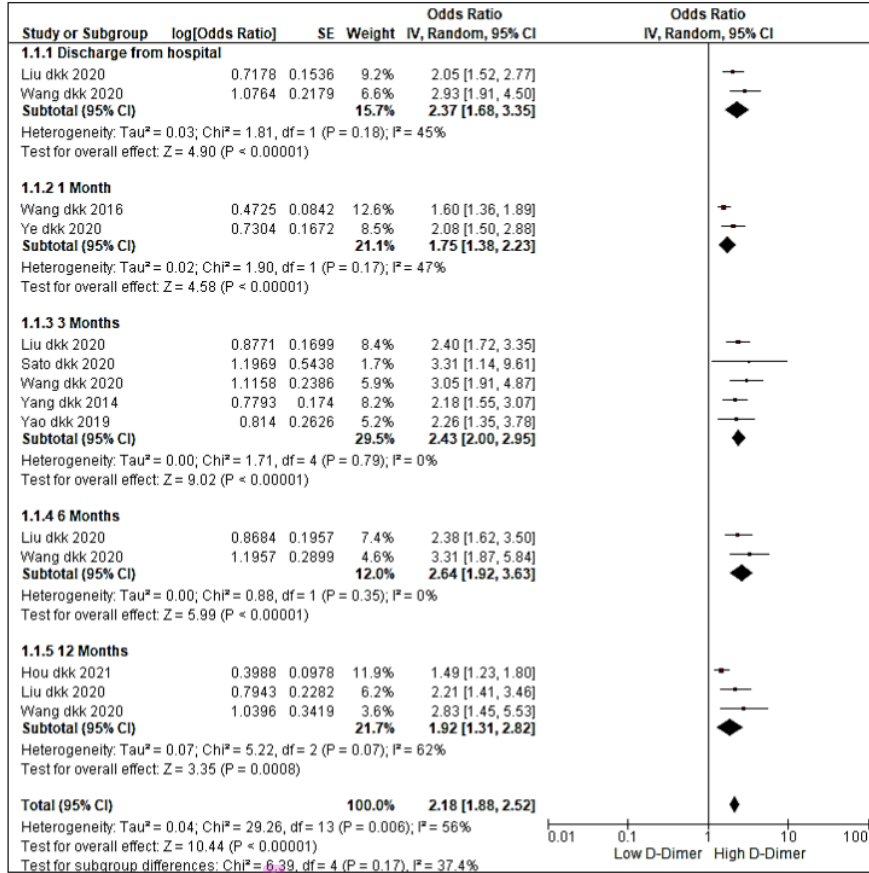 Odds Ratio Odds Ratio
Study or Subgroup log[Odds Ratio] SE Weight IV, Random, 95% CI IV, Random, 95% CI
1.1.1 Discharge from hospital
Liu dkk 2020 0.7178 0.1536 9.2% 2.05 [1.52, 2.77]
Wang dkk 2020 1.0764 0.2179 6.6% 2.93 [1.91, 4.50]
Subtotal (95% CI) 15.7% 2.37 [1.68, 3.35]
Heterogeneity: Tau² = 0.03; Chi² = 1.81, df = 1 (P = 0.18); I² = 45%
Test for overall effect: Z = 4.90 (P < 0.00001)
1.1.2 1 Month
Wang dkk 2016 0.4725 0.0842 12.6% 1.60 [1.36, 1.89]
Ye dkk 2020 0.7304 0.1672 8.5% 2.08 [1.50, 2.88]
Subtotal (95% CI) 21.1% 1.75 [1.38, 2.23]
Heterogeneity: Tau² = 0.02; Chi² = 1.90, df = 1 (P = 0.17); I² = 47%
Test for overall effect: Z = 4.58 (P < 0.00001)
1.1.3 3 Months
Liu dkk 2020 0.8771 0.1699 8.4% 2.40 [1.72, 3.35]
Sato dkk 2020 1.1969 0.5438 1.7% 3.31 [1.14, 9.61]
Wang dkk 2020 1.1158 0.2386 5.9% 3.05 [1.91, 4.87]
Yang dkk 2014 0.7793 0.174 8.2% 2.18 [1.55, 3.07]
Yao dkk 2019 0.814 0.2626 5.2% 2.26 [1.35, 3.78]
Subtotal (95% CI) 29.5% 2.43 [2.00, 2.95]
Heterogeneity: Tau² = 0.00; Chi² = 1.71, df = 4 (P = 0.79); I² = 0%
Test for overall effect: Z = 9.02 (P < 0.00001)
1.1.4 6 Months
Liu dkk 2020 0.8684 0.1957 7.4% 2.38 [1.62, 3.50]
Wang dkk 2020 1.1957 0.2899 4.6% 3.31 [1.87, 5.84]
Subtotal (95% CI) 12.0% 2.64 [1.92, 3.63]
Heterogeneity: Tau² = 0.00; Chi² = 0.88, df = 1 (P = 0.35); I² = 0%
Test for overall effect: Z = 5.99 (P < 0.00001)
1.1.5 12 Months
Hou dkk 2021 0.3988 0.0978 11.9% 1.49 [1.23, 1.80]
Liu dkk 2020 0.7943 0.2282 6.2% 2.21 [1.41, 3.46]
Wang dkk 2020 1.0396 0.3419 3.6% 2.83 [1.45, 5.53]
Subtotal (95% CI) 21.7% 1.92 [1.31, 2.82]
Heterogeneity: Tau² = 0.07; Chi² = 5.22, df = 2 (P = 0.07); I² = 62%
Test for overall effect: Z = 3.35 (P = 0.0008)
Total (95% CI) 100.0% 2.18 [1.88, 2.52]
Heterogeneity: Tau² = 0.04; Chi² = 29.26, df = 13 (P = 0.006); I² = 56%
Test for overall effect: Z = 10.44 (P < 0.00001)
Test for subgroup differences: Chi² = 6.39, df = 4 (P = 0.17), I² = 37.4%
0.01 0.1 1 10 100
Low D-Dimer High D-Dimer